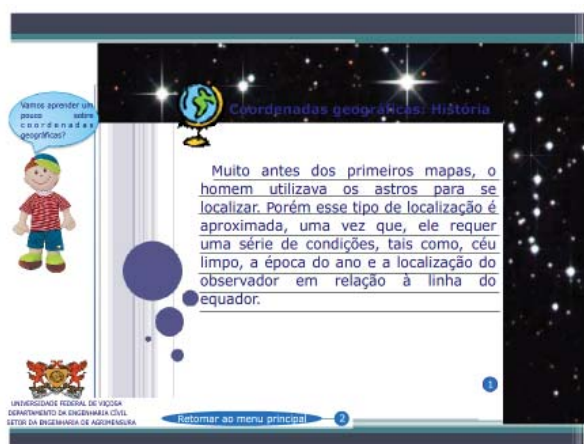 Coordenadas geográficas: História
Vamos aprender um
pouco sobre
coordenadas
geográficas?
Muito antes dos primeiros mapas, o
homem utilizava os astros para se
localizar. Porém esse tipo de localização é
aproximada, uma vez que, ele requer
uma série de condições, tais como, céu
limpo, a época do ano e a localização do
observador em relação à linha do
equador.
1
UNIVERSIDADE FEDERAL DE VIÇOSA
DEPARTAMENTO DA ENGENHARIA CÍVIL
SETOR DA ENGENHARIA DE AGRIMENSURA
Retornar ao menu principal
2